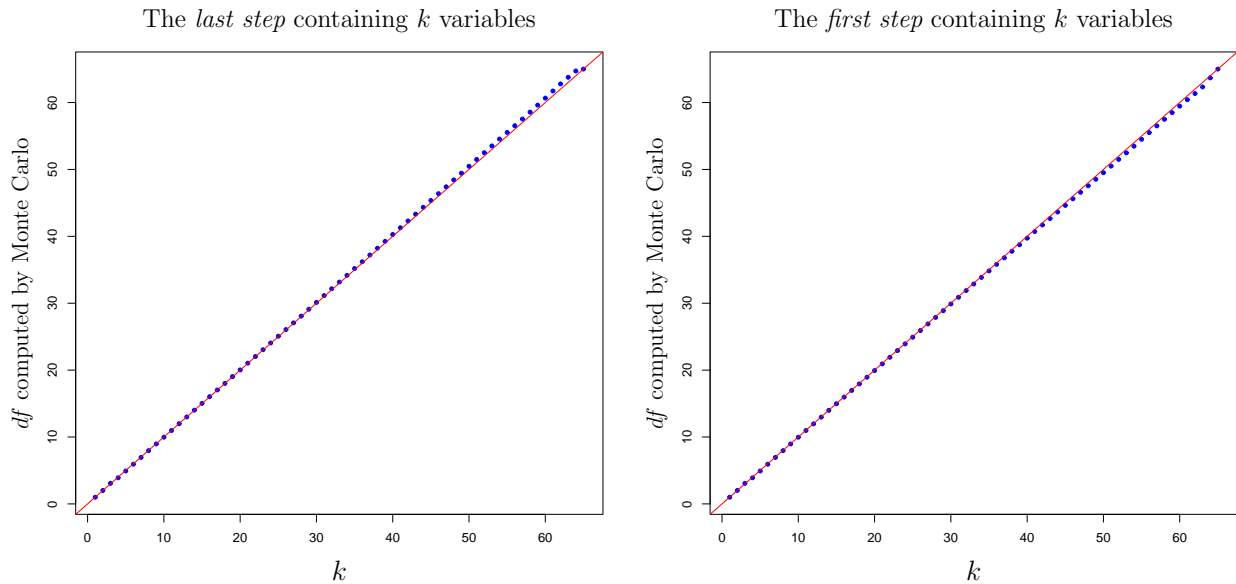 The last step containing k variables
df computed by Monte Carlo
60
50
40
30
20
10
0
0 10 20 30 40 50 60
k
The first step containing k variables
df computed by Monte Carlo
60
50
40
30
20
10
0
0 10 20 30 40 50 60
k